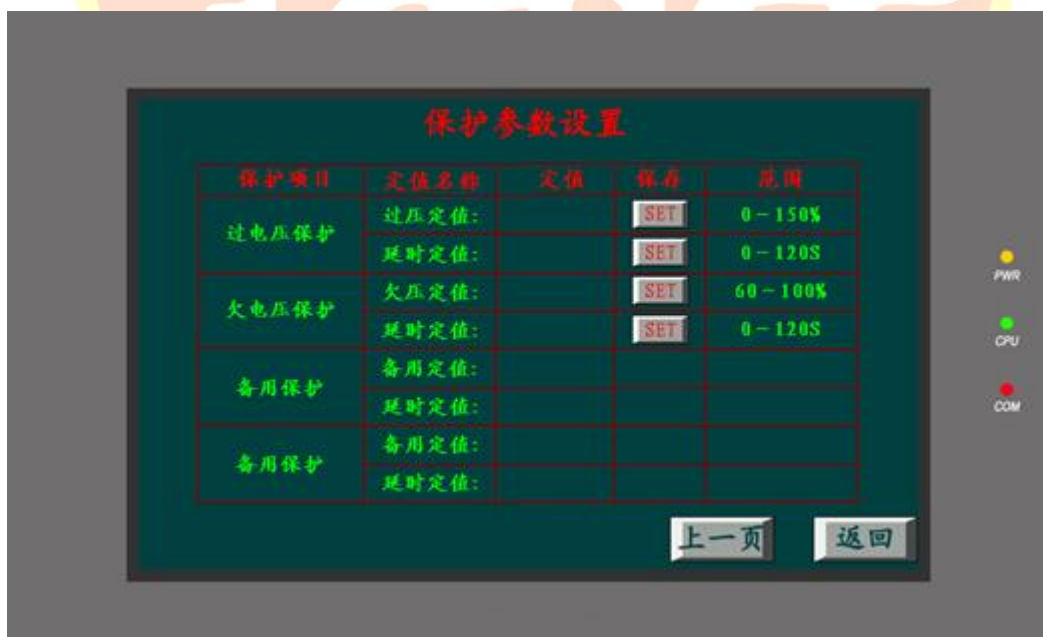 保护参数设置
保护项目 定值名称 定值 保存 范围
过电压保护 过压定值: SET 0－150%
延时定值: SET 0－120S
欠电压保护 欠压定值: SET 60－100%
延时定值: SET 0－120S
备用保护 备用定值:
延时定值:
备用保护 备用定值:
延时定值:
上一页 返回
PWR
CPU
COM